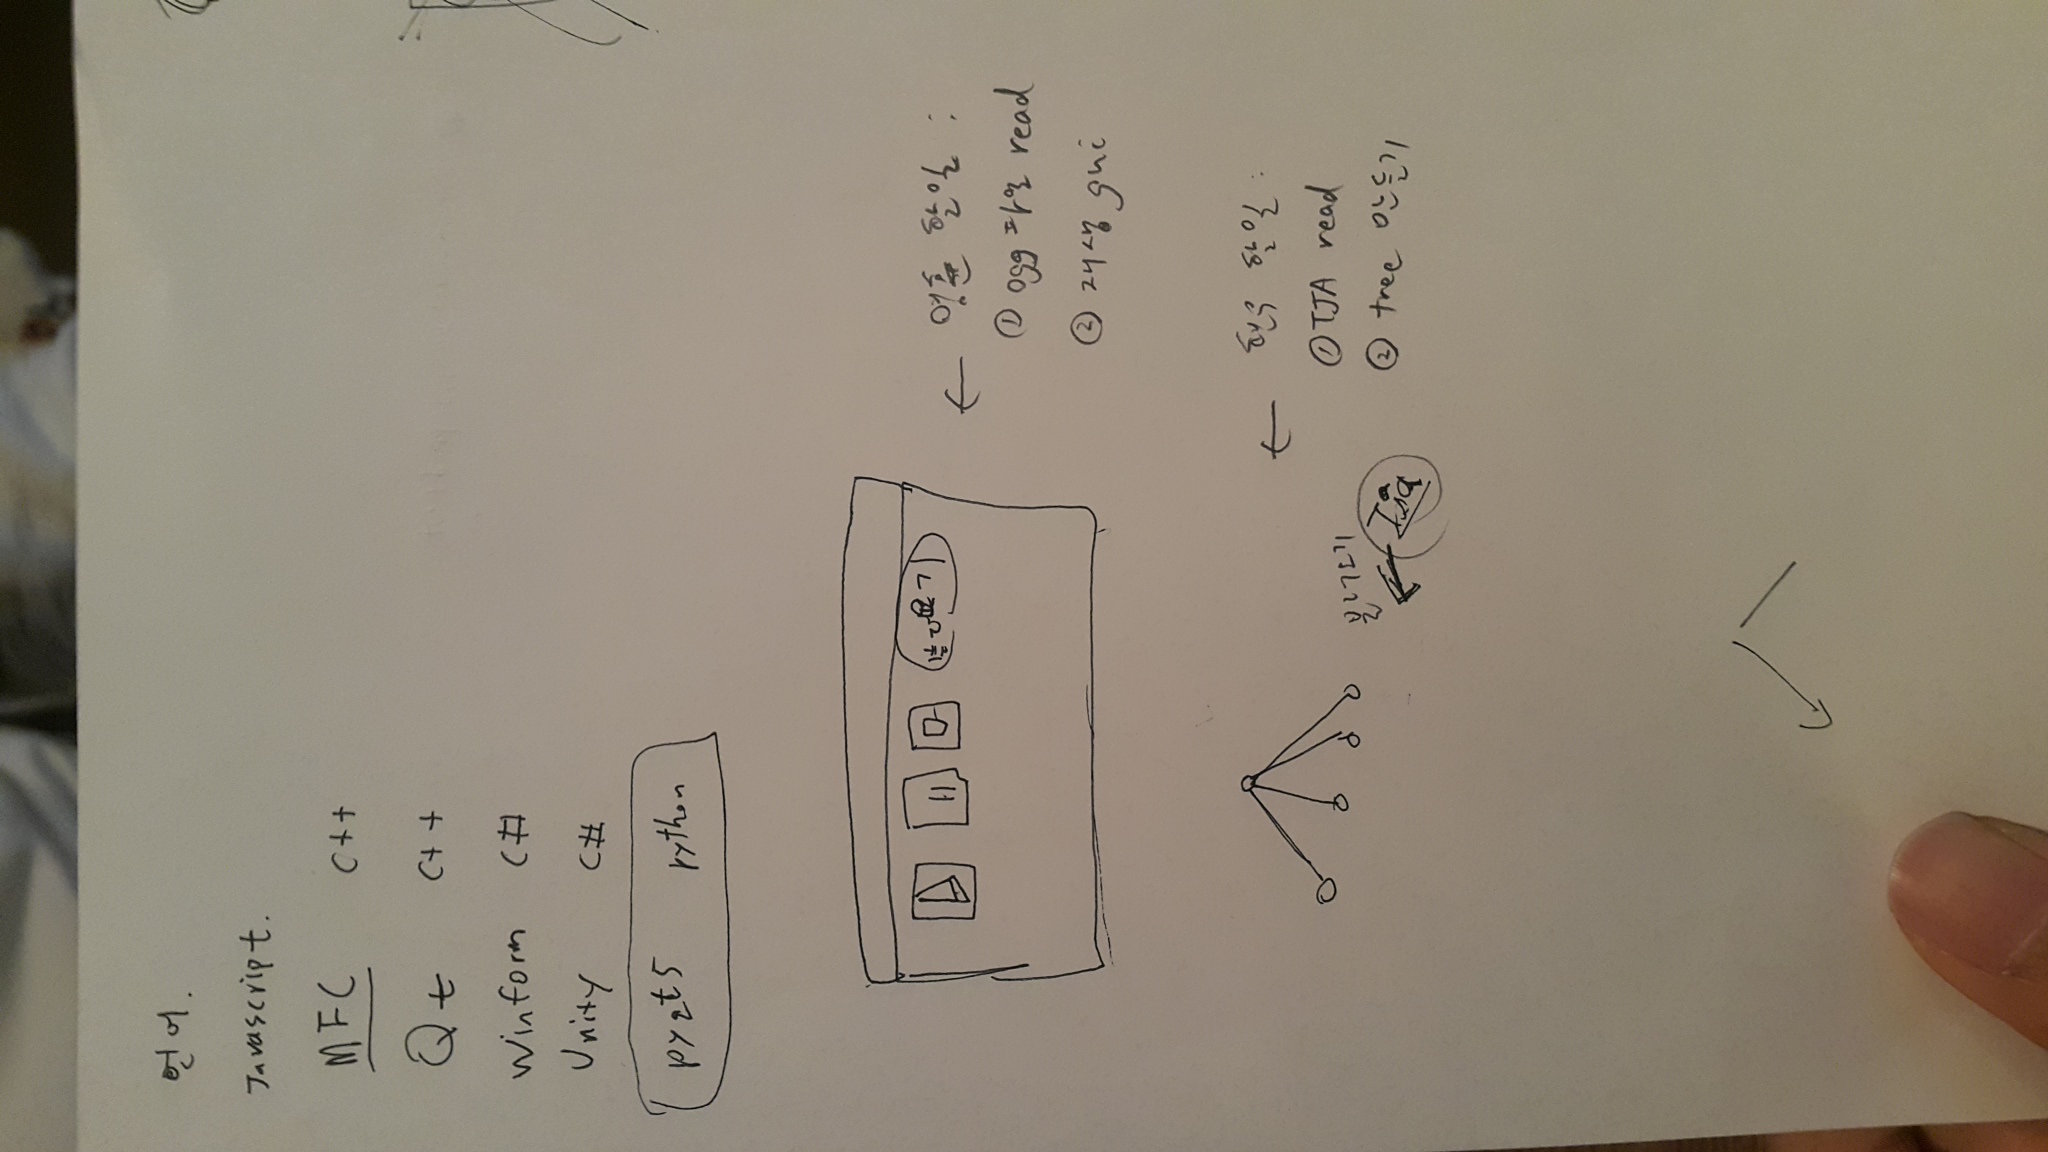 언어.
Javascript.
MFC C++
Qt C++
Winform C#
Unity C#
pyqt5 python
불러오기
영훈 할일 :
① ogg 파일 read
② 재생 gui
현우 할일 :
① TJA read
② tree 만들기
불러오기
Tja